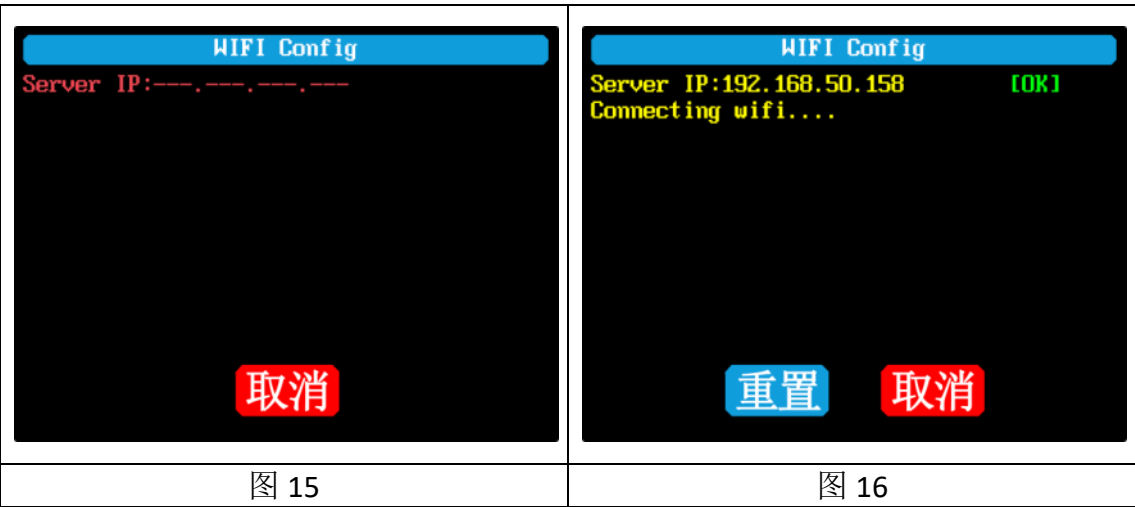 WIFI Config
Server IP:---.---.---.---
取消
图 15
WIFI Config
Server IP:192.168.50.158 [OK]
Connecting wifi....
重置 取消
图 16